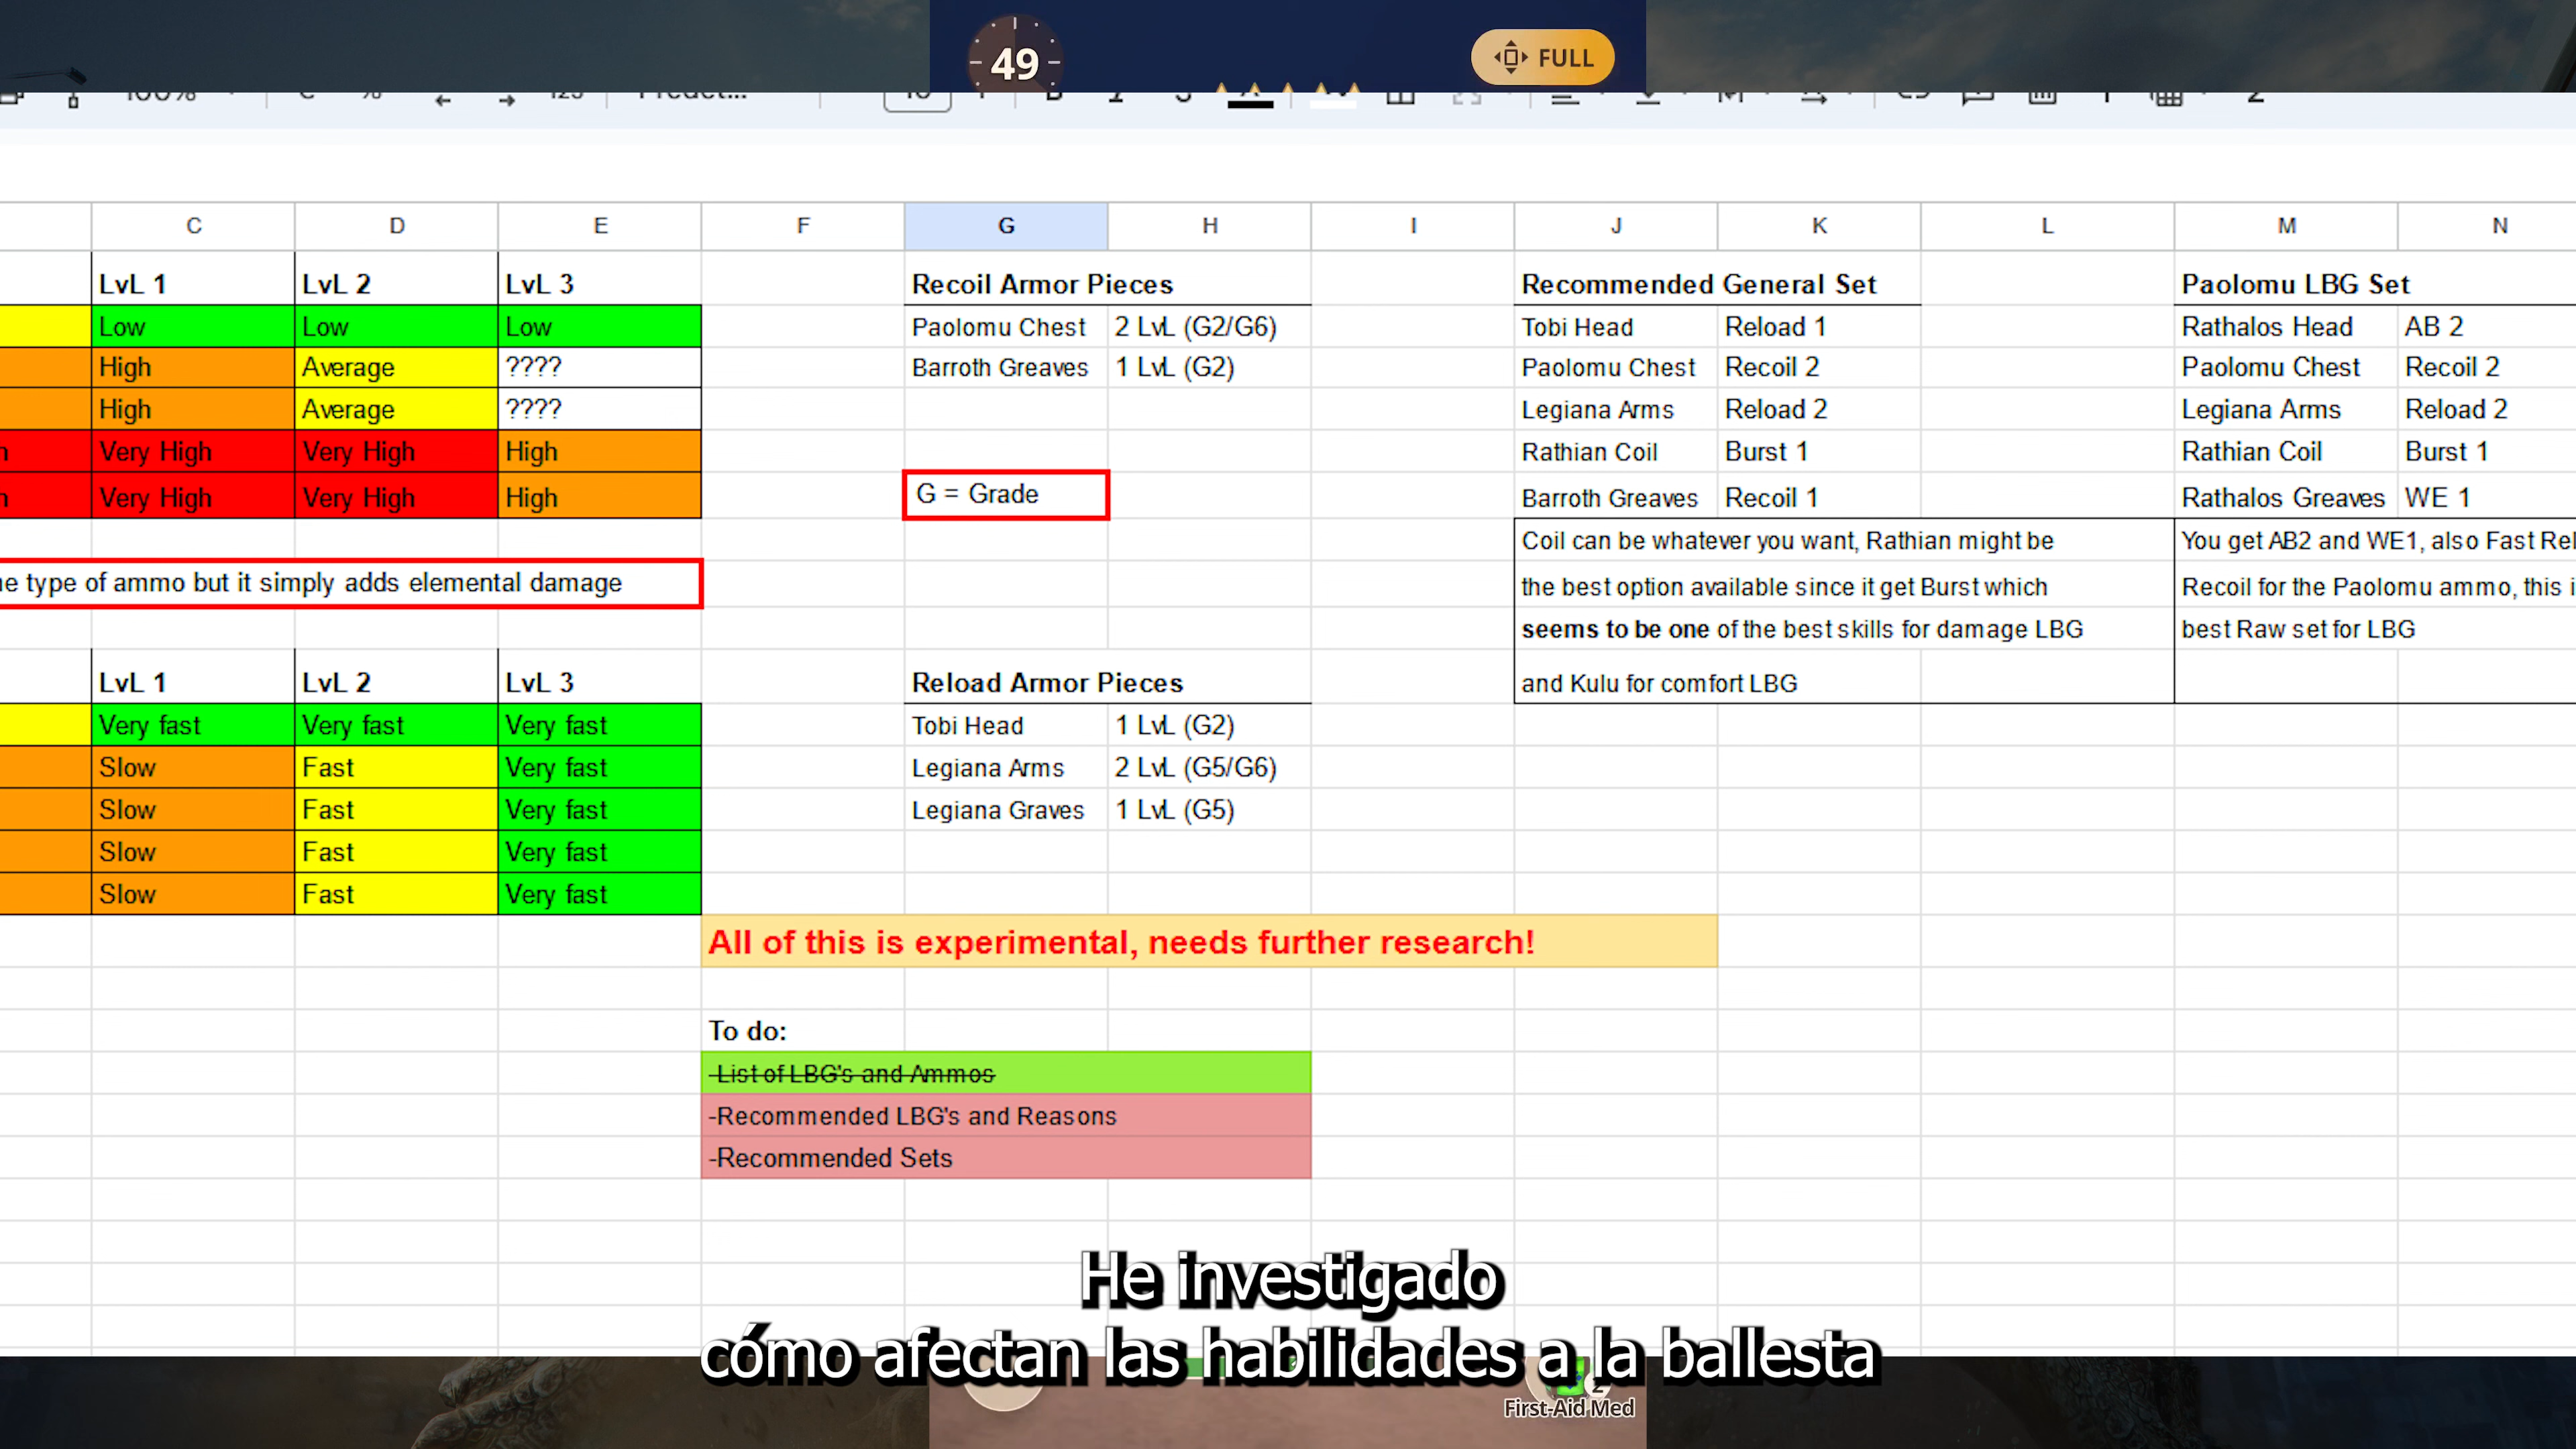 49
FULL
100%
123
Predet...
C D E F G H I J K L M N
LvL 1 LvL 2 LvL 3 Recoil Armor Pieces Recommended General Set Paolomu LBG Set
Low Low Low Paolomu Chest 2 LvL (G2/G6) Tobi Head Reload 1 Rathalos Head AB 2
High Average ???? Barroth Greaves 1 LvL (G2) Paolomu Chest Recoil 2 Paolomu Chest Recoil 2
High Average ???? Legiana Arms Reload 2 Legiana Arms Reload 2
Very High Very High High Rathian Coil Burst 1 Rathian Coil Burst 1
Very High Very High High G = Grade Barroth Greaves Recoil 1 Rathalos Greaves WE 1
Coil can be whatever you want, Rathian might be You get AB2 and WE1, also Fast Rel
type of ammo but it simply adds elemental damage the best option available since it get Burst which Recoil for the Paolomu ammo, this i
seems to be one of the best skills for damage LBG best Raw set for LBG
LvL 1 LvL 2 LvL 3 Reload Armor Pieces and Kulu for comfort LBG
Very fast Very fast Very fast Tobi Head 1 LvL (G2)
Slow Fast Very fast Legiana Arms 2 LvL (G5/G6)
Slow Fast Very fast Legiana Graves 1 LvL (G5)
Slow Fast Very fast
Slow Fast Very fast
All of this is experimental, needs further research!
To do:
-List of LBG's and Ammos
-Recommended LBG's and Reasons
-Recommended Sets
He investigado
cómo afectan las habilidades a la ballesta
2
First-Aid Med